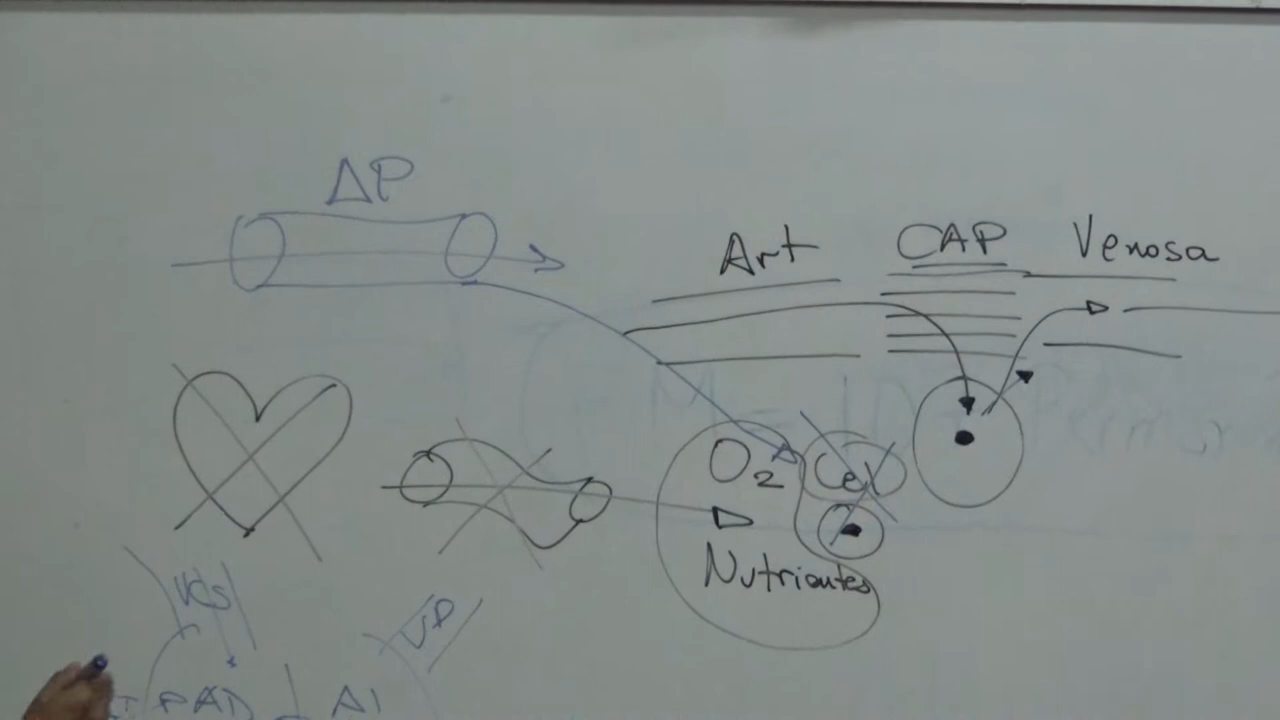 ΔP
Art CAP Venosa
O₂ Cel
Nutrientes
VCS VP
PAD AI